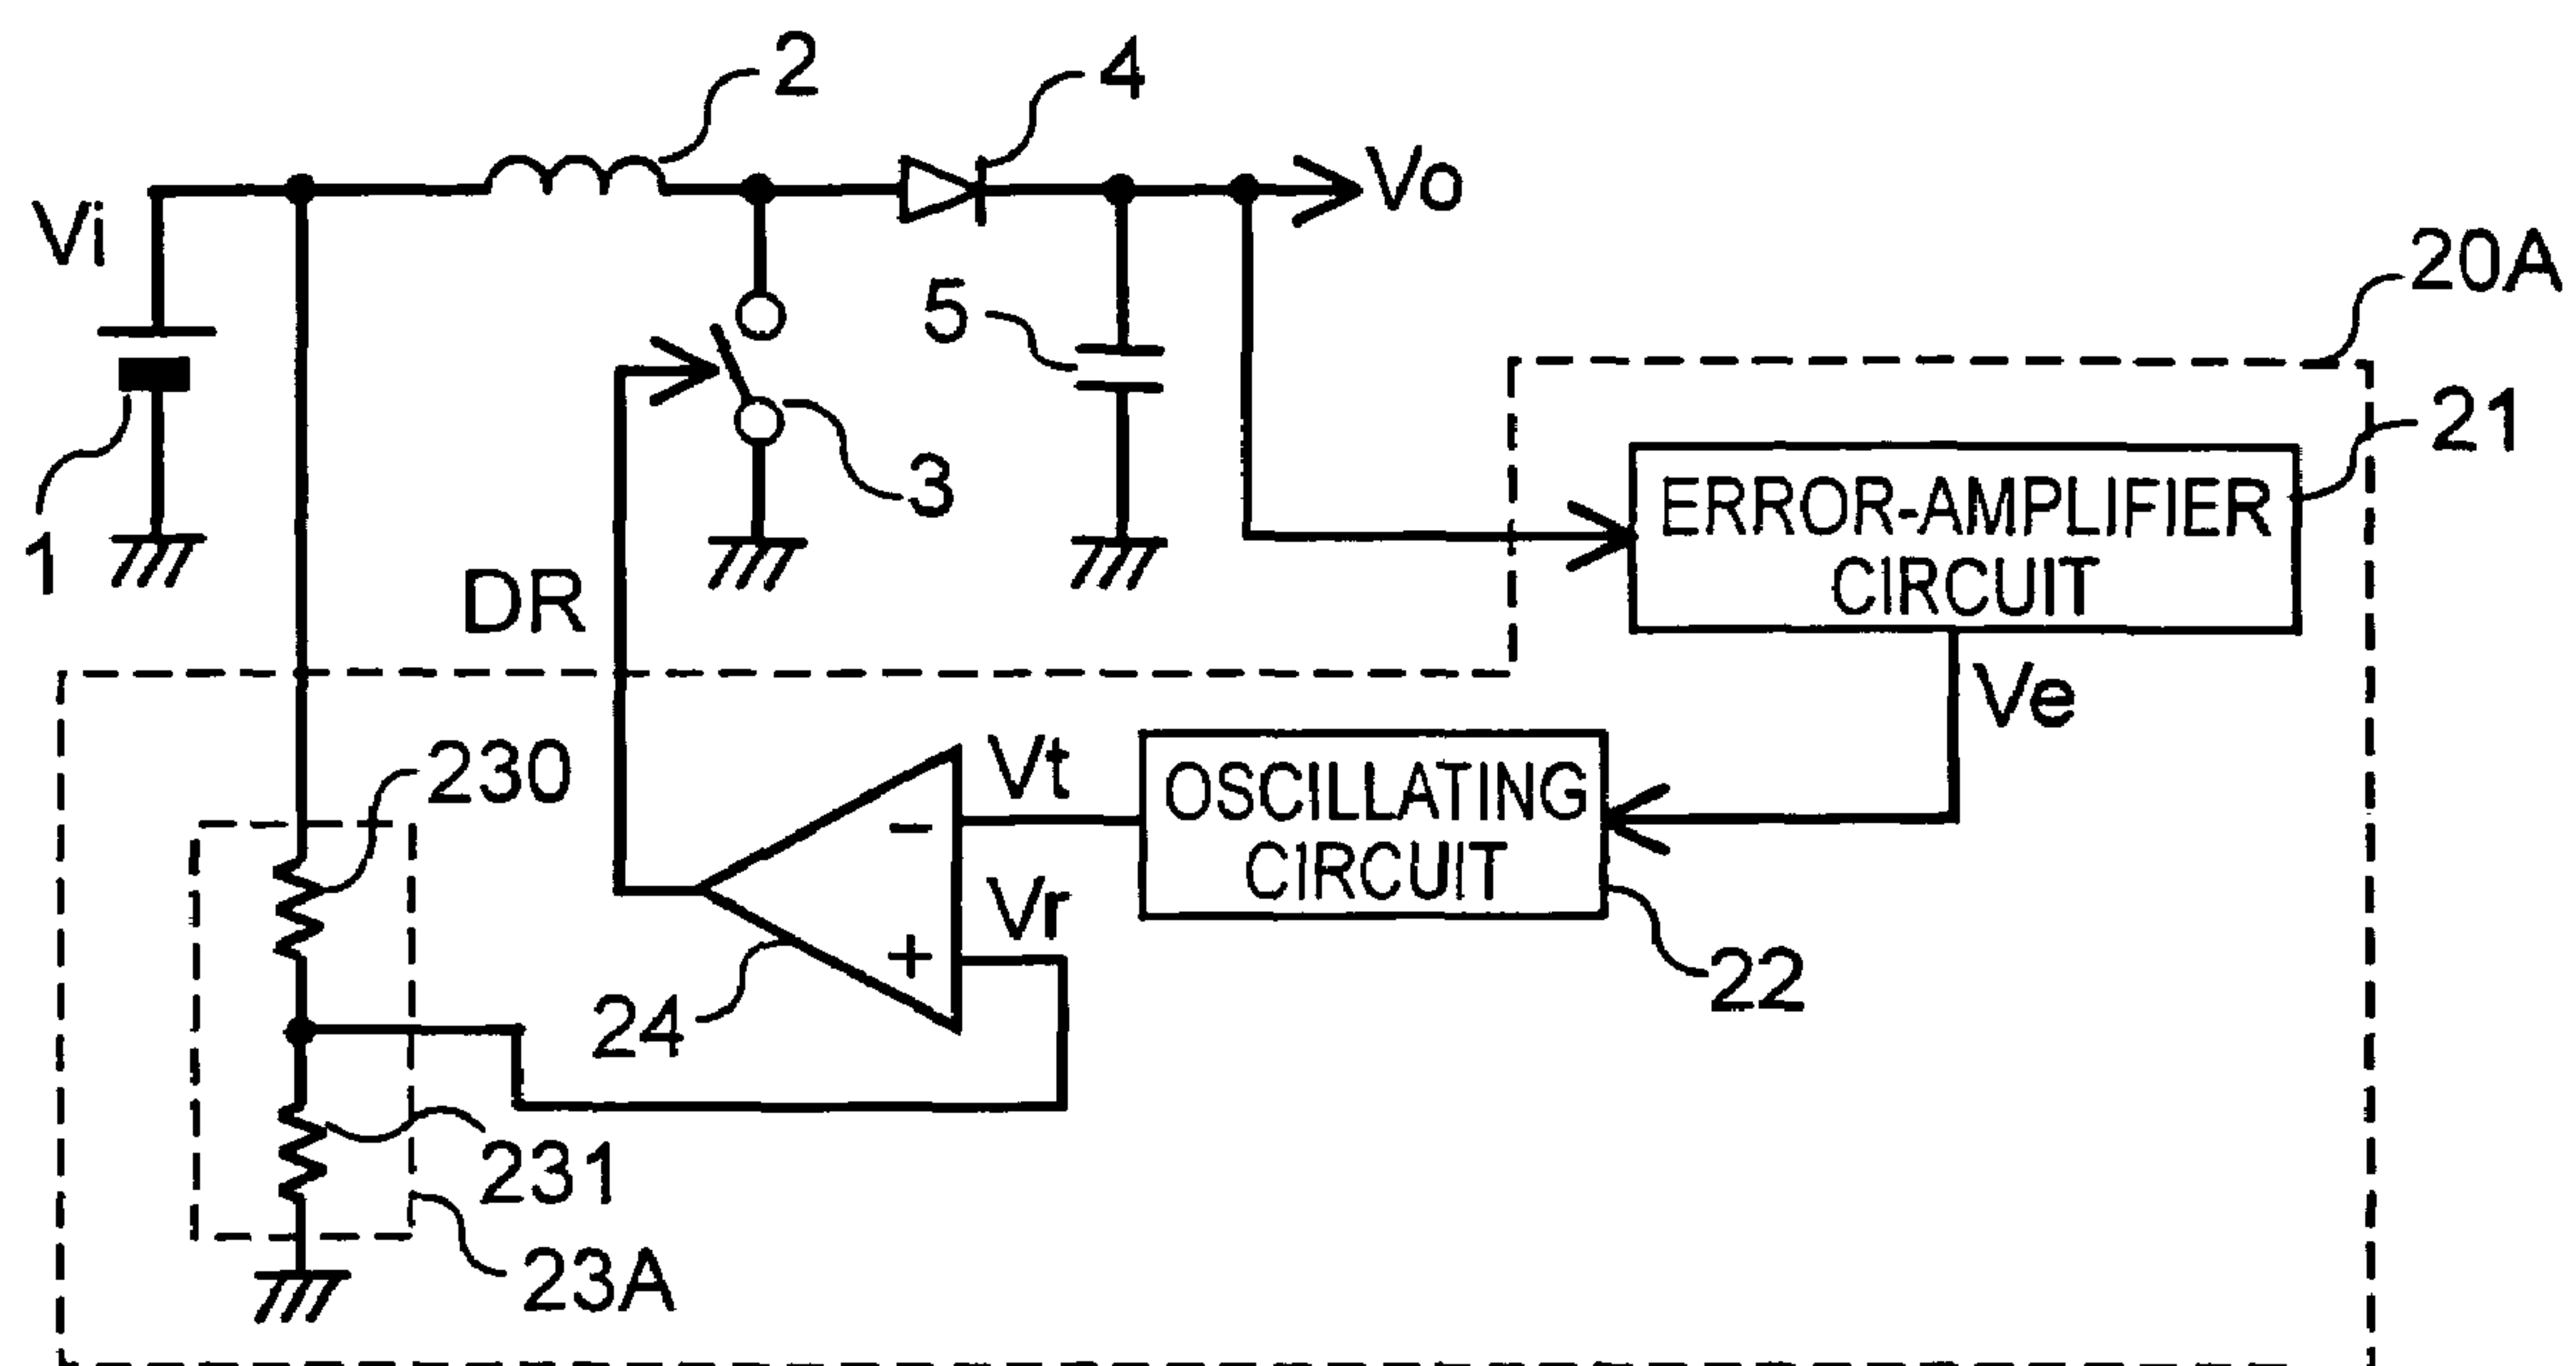 2
4
Vi
Vo
20A
5
21
3
1
ERROR-AMPLIFIER
CIRCUIT
DR
Ve
230
Vt
OSCILLATING
CIRCUIT
−
Vr
+
24
22
231
23A